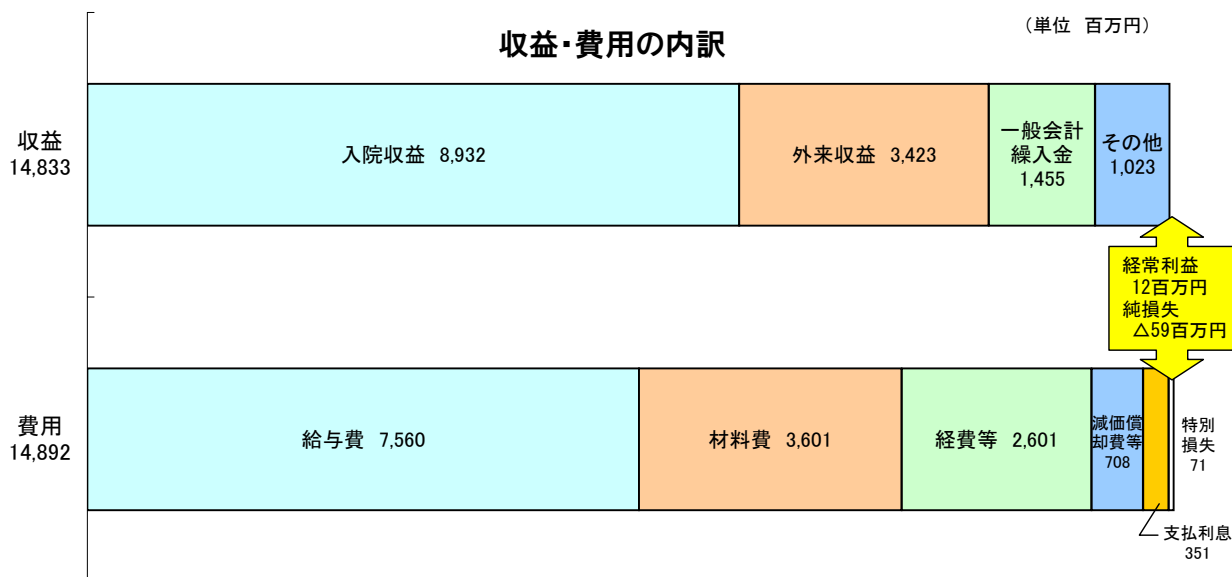 （単位 百万円）
収益・費用の内訳
収益
14,833
入院収益 8,932
外来収益 3,423
一般会計
繰入金
1,455
その他
1,023
経常利益
12百万円
純損失
△59百万円
費用
14,892
給与費 7,560
材料費 3,601
経費等 2,601
減価償
却費等
708
特別
損失
71
支払利息
351